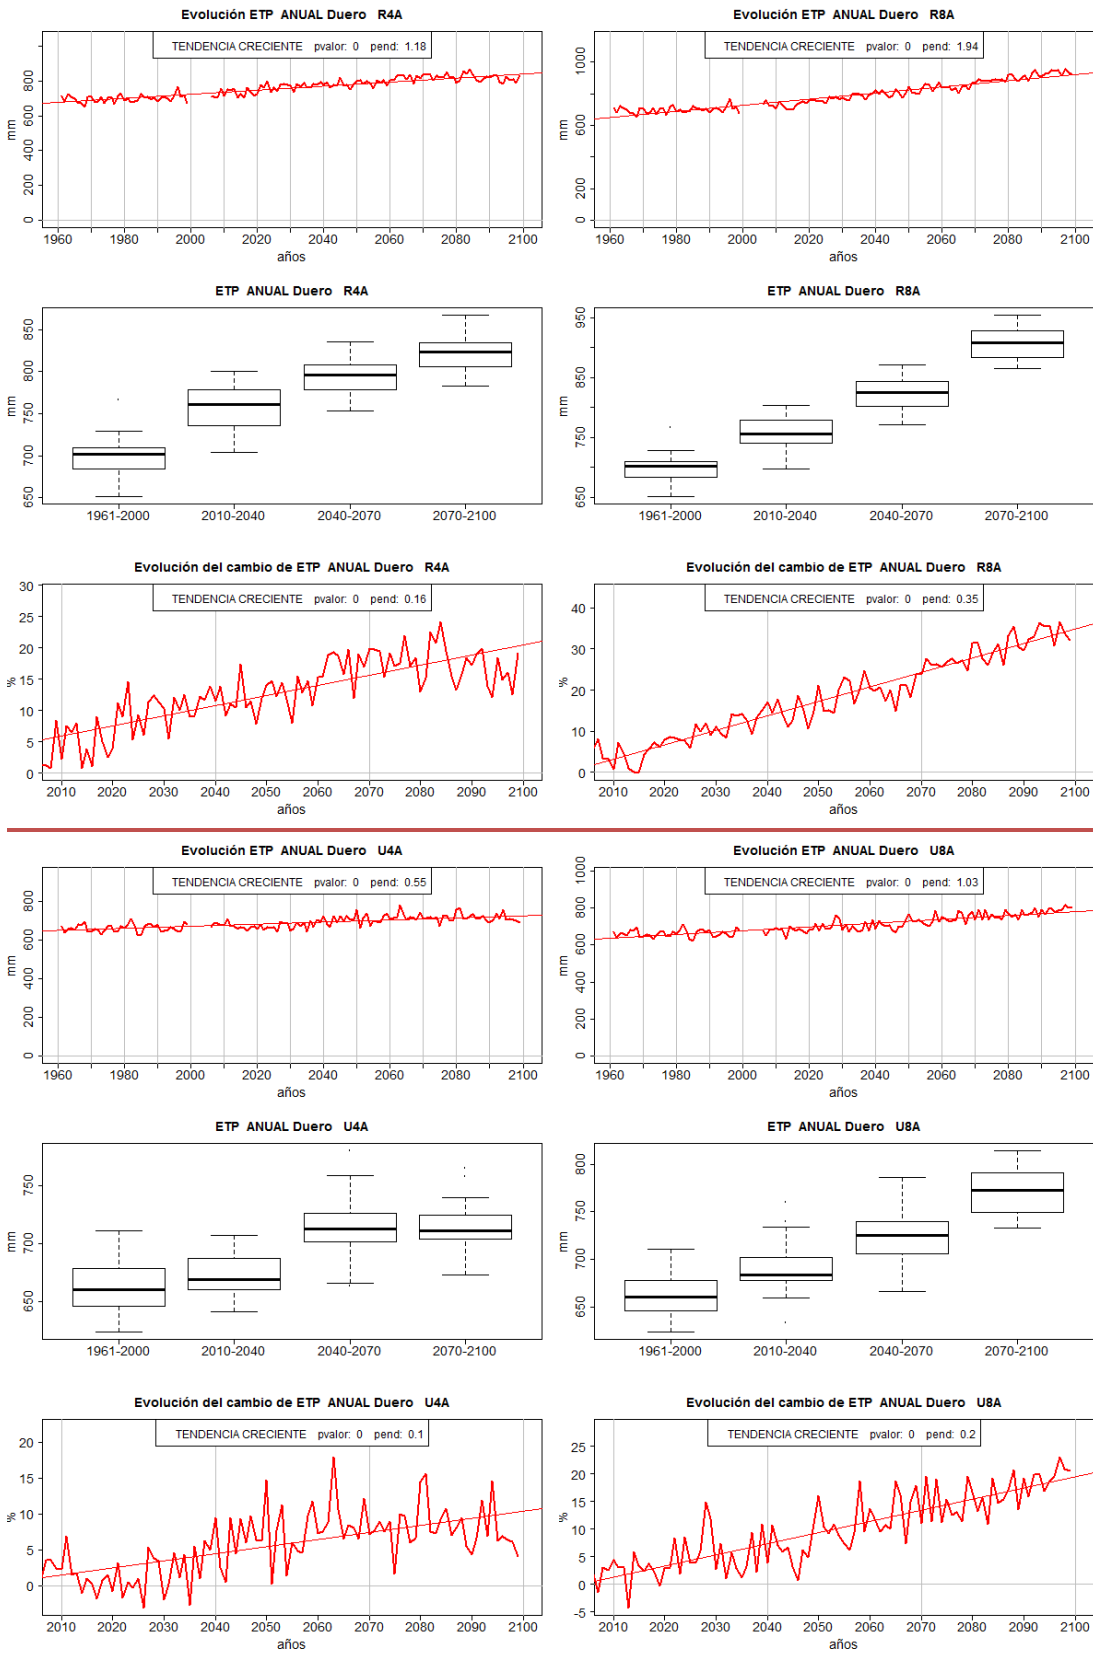 Evolución ETP ANUAL Duero R4A
TENDENCIA CRECIENTE pvalor: 0 pend: 1.18
mm
0 200 400 600 800
1960 1980 2000 2020 2040 2060 2080 2100
años
Evolución ETP ANUAL Duero R8A
TENDENCIA CRECIENTE pvalor: 0 pend: 1.94
mm
0 200 400 600 1000
1960 1980 2000 2020 2040 2060 2080 2100
años
ETP ANUAL Duero R4A
mm
650 700 750 800 850
1961-2000 2010-2040 2040-2070 2070-2100
ETP ANUAL Duero R8A
mm
650 750 850 950
1961-2000 2010-2040 2040-2070 2070-2100
Evolución del cambio de ETP ANUAL Duero R4A
TENDENCIA CRECIENTE pvalor: 0 pend: 0.16
%
0 5 10 15 20 25 30
2010 2020 2030 2040 2050 2060 2070 2080 2090 2100
años
Evolución del cambio de ETP ANUAL Duero R8A
TENDENCIA CRECIENTE pvalor: 0 pend: 0.35
%
0 10 20 30 40
2010 2020 2030 2040 2050 2060 2070 2080 2090 2100
años
Evolución ETP ANUAL Duero U4A
TENDENCIA CRECIENTE pvalor: 0 pend: 0.55
mm
0 200 400 600 800
1960 1980 2000 2020 2040 2060 2080 2100
años
Evolución ETP ANUAL Duero U8A
TENDENCIA CRECIENTE pvalor: 0 pend: 1.03
mm
0 200 400 600 800 1000
1960 1980 2000 2020 2040 2060 2080 2100
años
ETP ANUAL Duero U4A
mm
650 700 750
1961-2000 2010-2040 2040-2070 2070-2100
ETP ANUAL Duero U8A
mm
650 700 750 800
1961-2000 2010-2040 2040-2070 2070-2100
Evolución del cambio de ETP ANUAL Duero U4A
TENDENCIA CRECIENTE pvalor: 0 pend: 0.1
%
0 5 10 15 20
2010 2020 2030 2040 2050 2060 2070 2080 2090 2100
años
Evolución del cambio de ETP ANUAL Duero U8A
TENDENCIA CRECIENTE pvalor: 0 pend: 0.2
%
-5 0 5 10 15 20 25
2010 2020 2030 2040 2050 2060 2070 2080 2090 2100
años